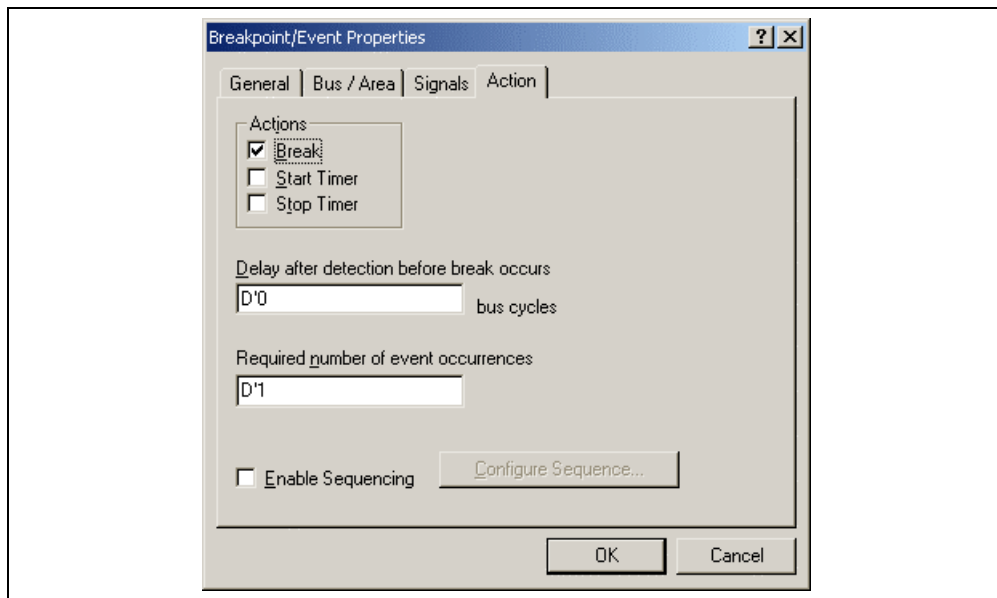 Breakpoint/Event Properties
General Bus / Area Signals Action
Actions
Break
Start Timer
Stop Timer
Delay after detection before break occurs
D'0 bus cycles
Required number of event occurrences
D'1
Enable Sequencing Configure Sequence...
OK Cancel